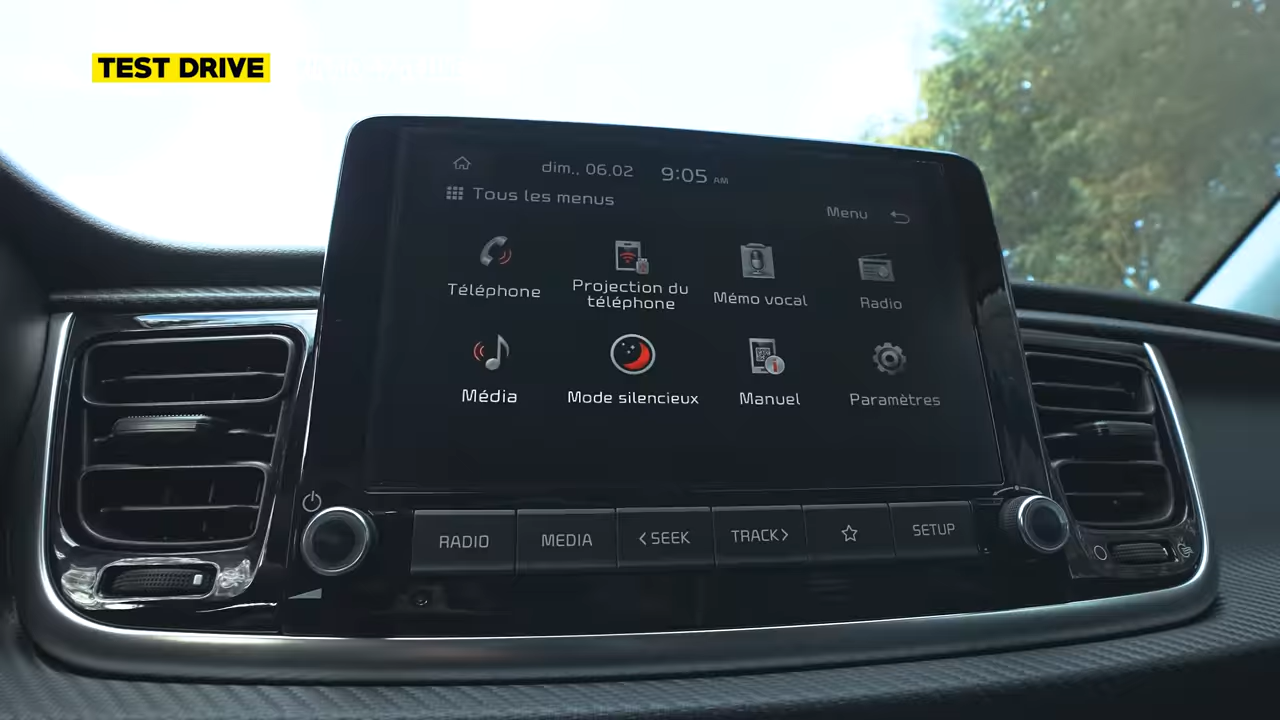 TEST DRIVE
dim., 06.02 9:05 AM
Tous les menus
Menu
Téléphone
Projection du
téléphone
Mémo vocal
Radio
Média
Mode silencieux
Manuel
Paramètres
RADIO
MEDIA
<SEEK
TRACK>
SETUP